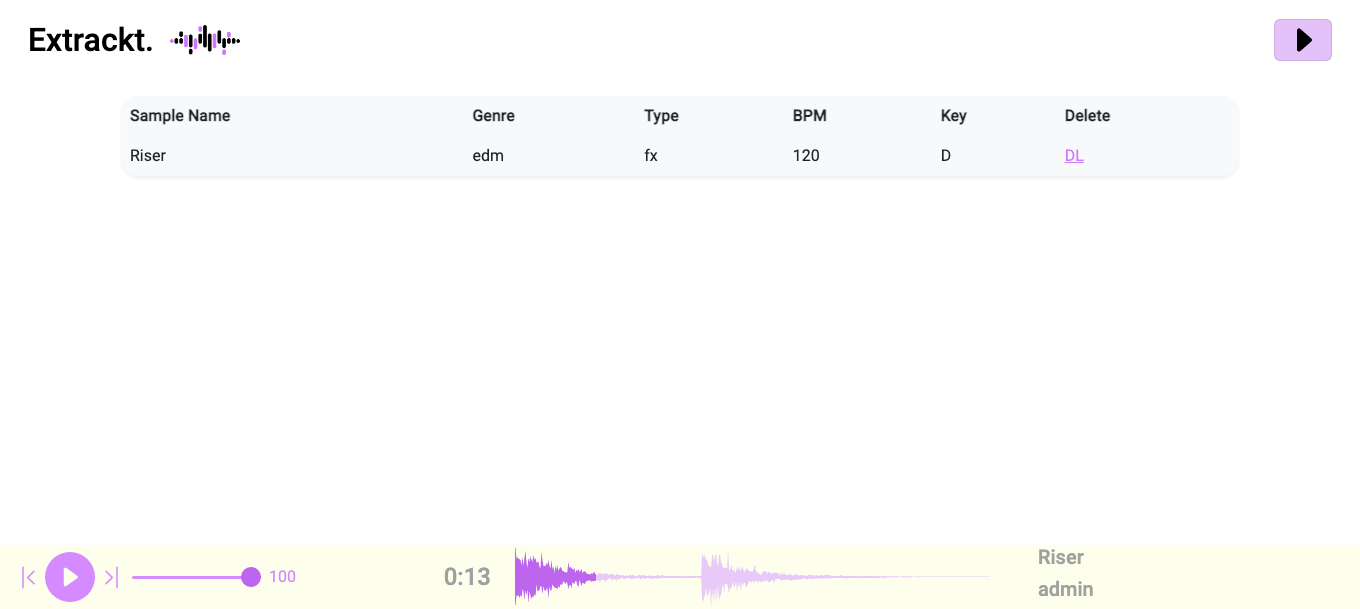 Extrackt.
Sample Name Genre Type BPM Key Delete
Riser edm fx 120 D DL
100 0:13 Riser
admin